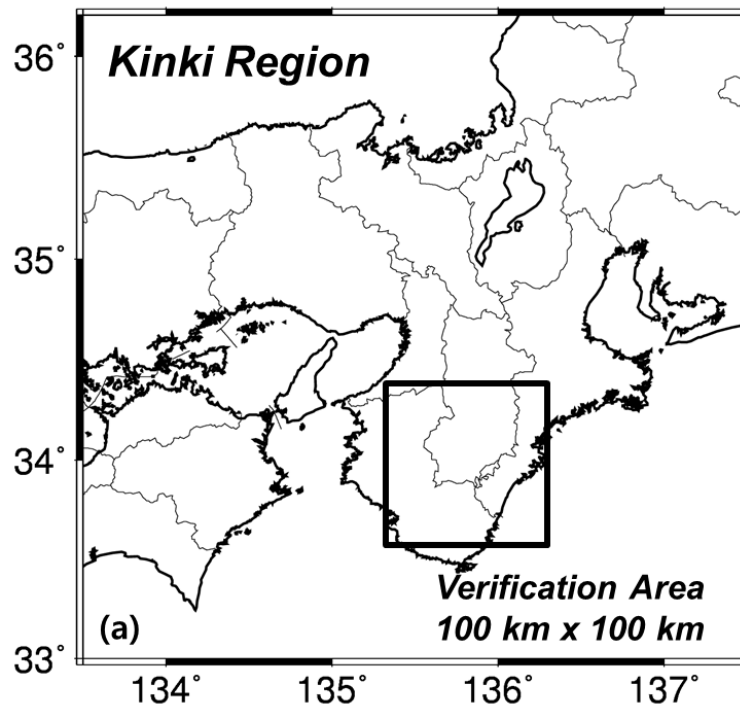 Kinki Region
36˚
35˚
34˚
33˚
Verification Area
100 km x 100 km
(a)
134˚ 135˚ 136˚ 137˚